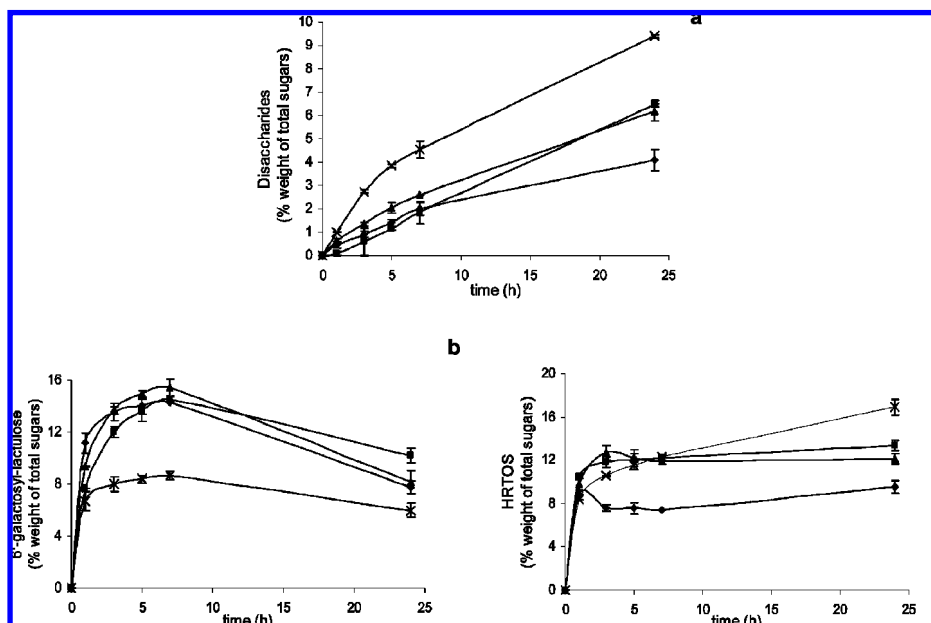 a
Disaccharides
(% weight of total sugars)
10
9
8
7
6
5
4
3
2
1
0
0 5 10 15 20 25
time (h)
b
6'-galactosyl-lactulose
(% weight of total sugars)
16
12
8
4
0
0 5 10 15 20 25
time (h)
HRTOS
(% weight of total sugars)
20
16
12
8
4
0
0 5 10 15 20 25
time (h)